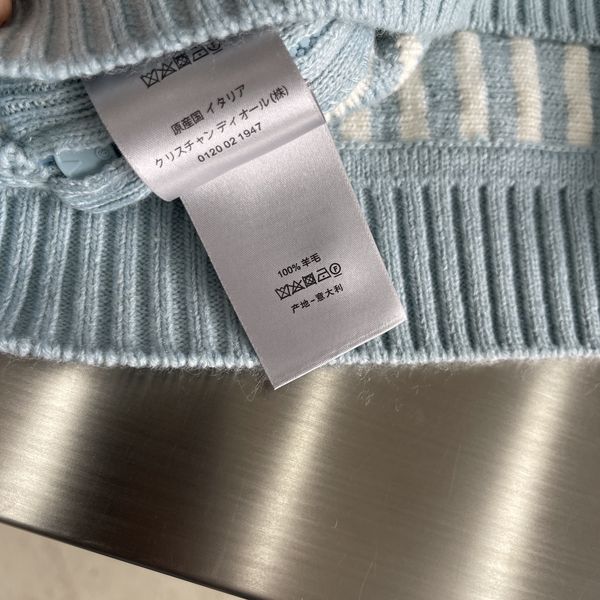 原産国 イタリア
クリスチャン ディオール(株)
0120 02 1947
100% 羊毛
产地-意大利